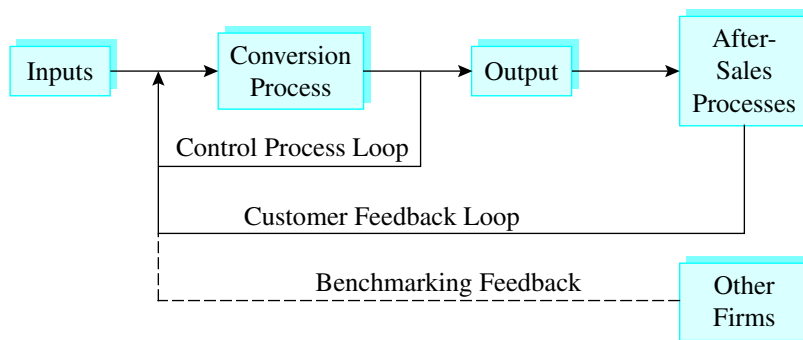 Inputs
Conversion
Process
Output
After-
Sales
Processes
Control Process Loop
Customer Feedback Loop
Benchmarking Feedback
Other
Firms